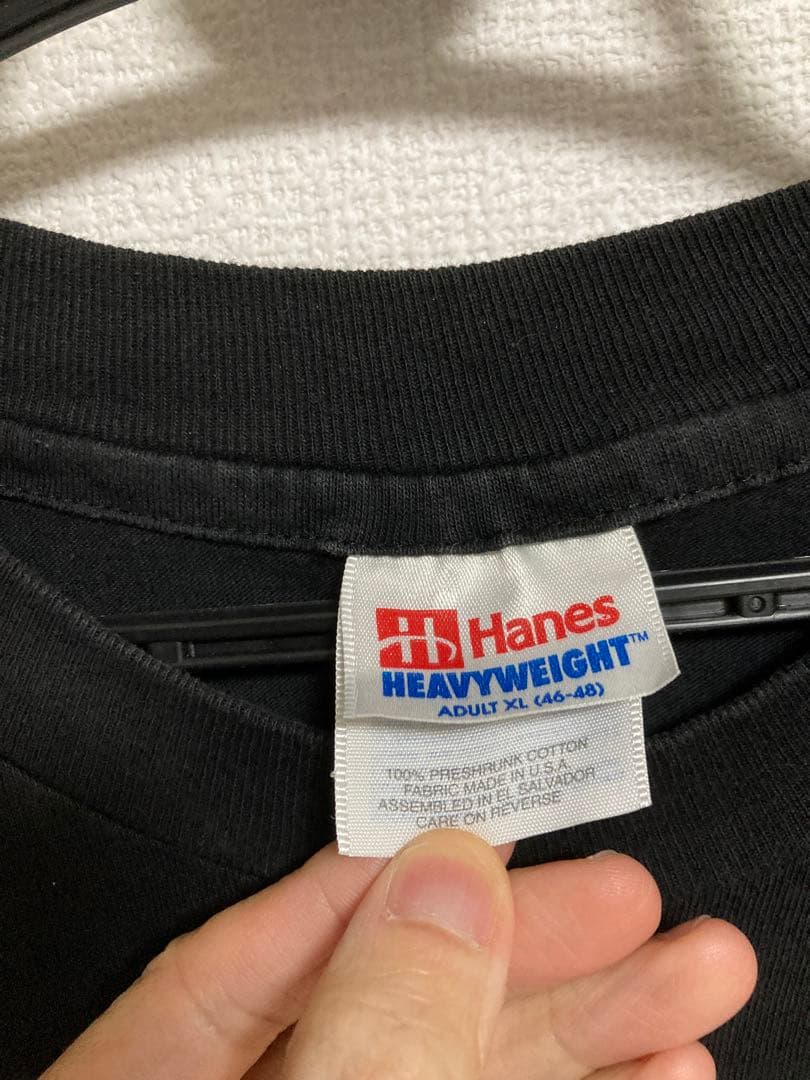 H Hanes
HEAVYWEIGHT™
ADULT XL (46-48)
100% PRESHRUNK COTTON
FABRIC MADE IN U.S.A.
ASSEMBLED IN EL SALVADOR
CARE ON REVERSE